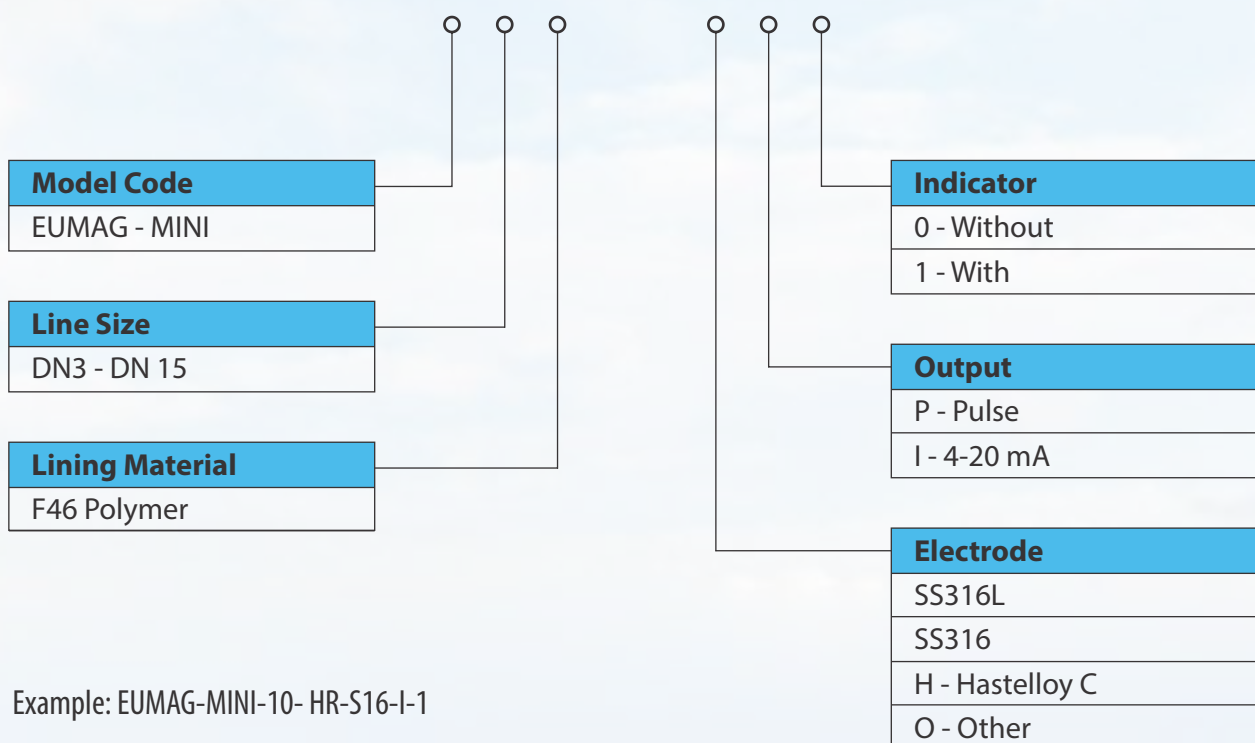 Model Code
EUMAG - MINI
Line Size
DN3 - DN 15
Lining Material
F46 Polymer
Indicator
0 - Without
1 - With
Output
P - Pulse
I - 4-20 mA
Electrode
SS316L
SS316
H - Hastelloy C
O - Other
Example: EUMAG-MINI-10- HR-S16-I-1